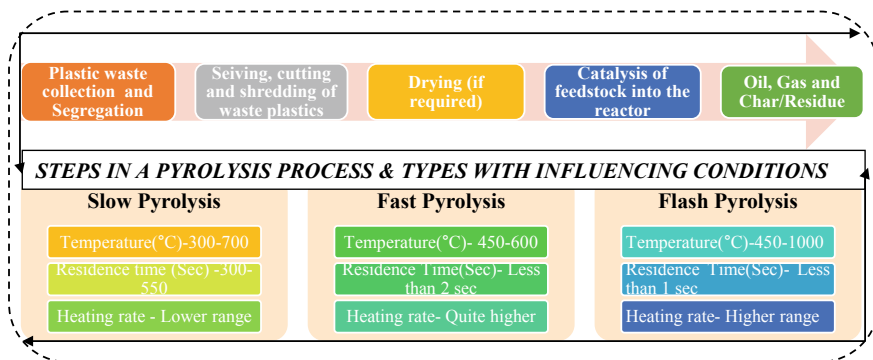 Plastic waste
collection and
Segregation
Seiving, cutting
and shredding of
waste plastics
Drying (if
required)
Catalysis of
feedstock into the
reactor
Oil, Gas and
Char/Residue
STEPS IN A PYROLYSIS PROCESS & TYPES WITH INFLUENCING CONDITIONS
Slow Pyrolysis
Temperature(°C)-300-700
Residence time (Sec) -300-
550
Heating rate - Lower range
Fast Pyrolysis
Temperature(°C)- 450-600
Residence Time(Sec)- Less
than 2 sec
Heating rate- Quite higher
Flash Pyrolysis
Temperature(°C)-450-1000
Residence Time(Sec)- Less
than 1 sec
Heating rate- Higher range